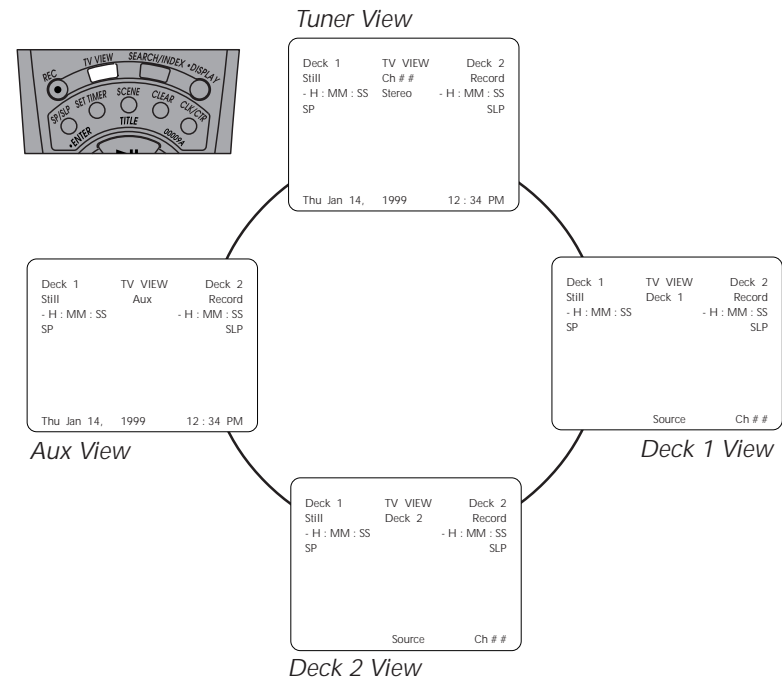 Tuner View
REC TV VIEW SEARCH/INDEX •DISPLAY
SP/SLP SET TIMER SCENE CLEAR CLK/CTR
•ENTER TITLE 00009A
Deck 1 TV VIEW Deck 2
Still Ch # # Record
- H : MM : SS Stereo - H : MM : SS
SP SLP
Thu Jan 14, 1999 12 : 34 PM
Deck 1 TV VIEW Deck 2
Still Aux Record
- H : MM : SS - H : MM : SS
SP SLP
Thu Jan 14, 1999 12 : 34 PM
Aux View
Deck 1 TV VIEW Deck 2
Still Deck 1 Record
- H : MM : SS - H : MM : SS
SP SLP
Source Ch # #
Deck 1 View
Deck 1 TV VIEW Deck 2
Still Deck 2 Record
- H : MM : SS - H : MM : SS
SP SLP
Source Ch # #
Deck 2 View